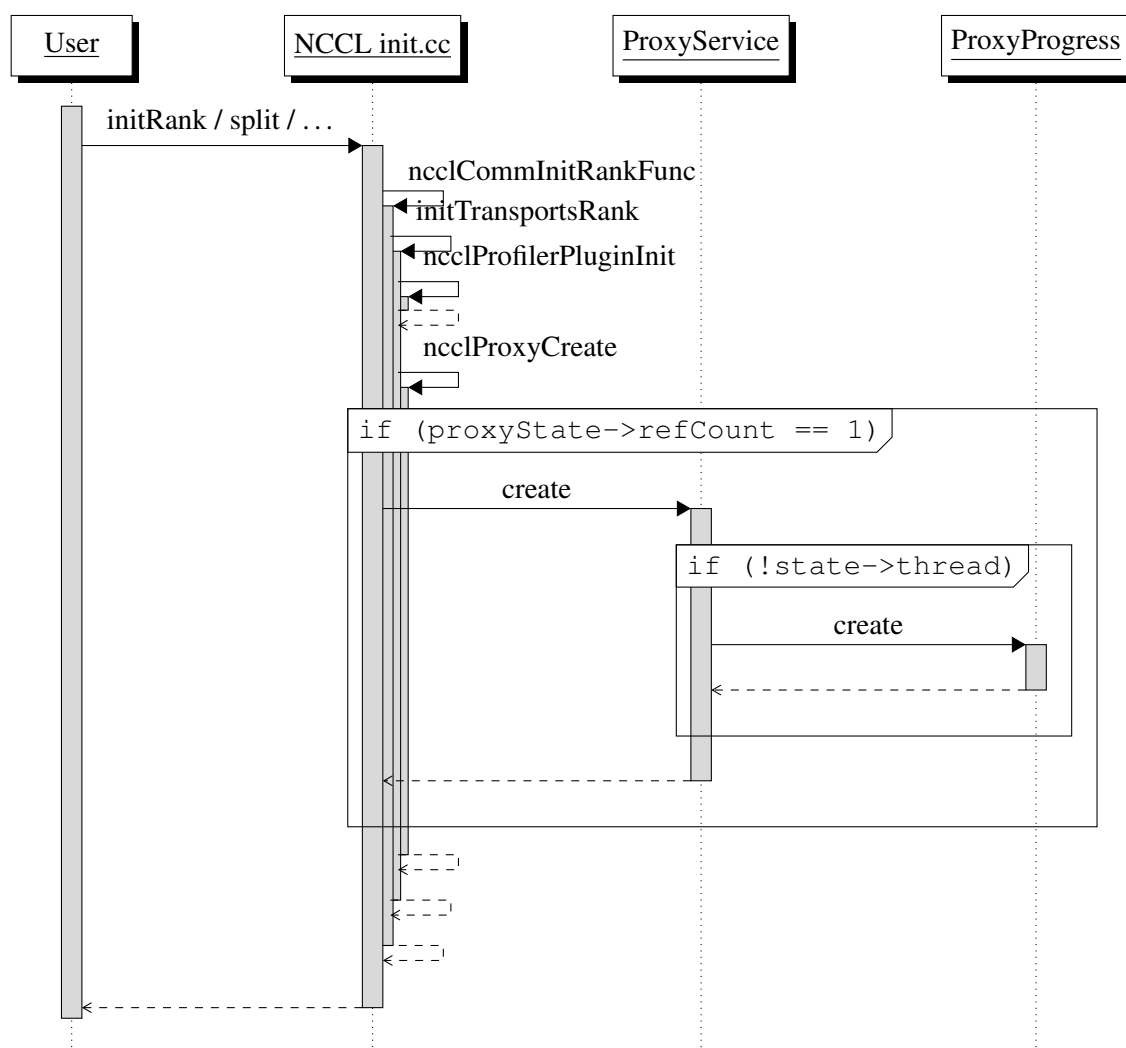 User
NCCL init.cc
ProxyService
ProxyProgress
initRank / split / ...
ncclCommInitRankFunc
initTransportsRank
ncclProfilerPluginInit
ncclProxyCreate
if (proxyState->refCount == 1)
create
if (!state->thread)
create